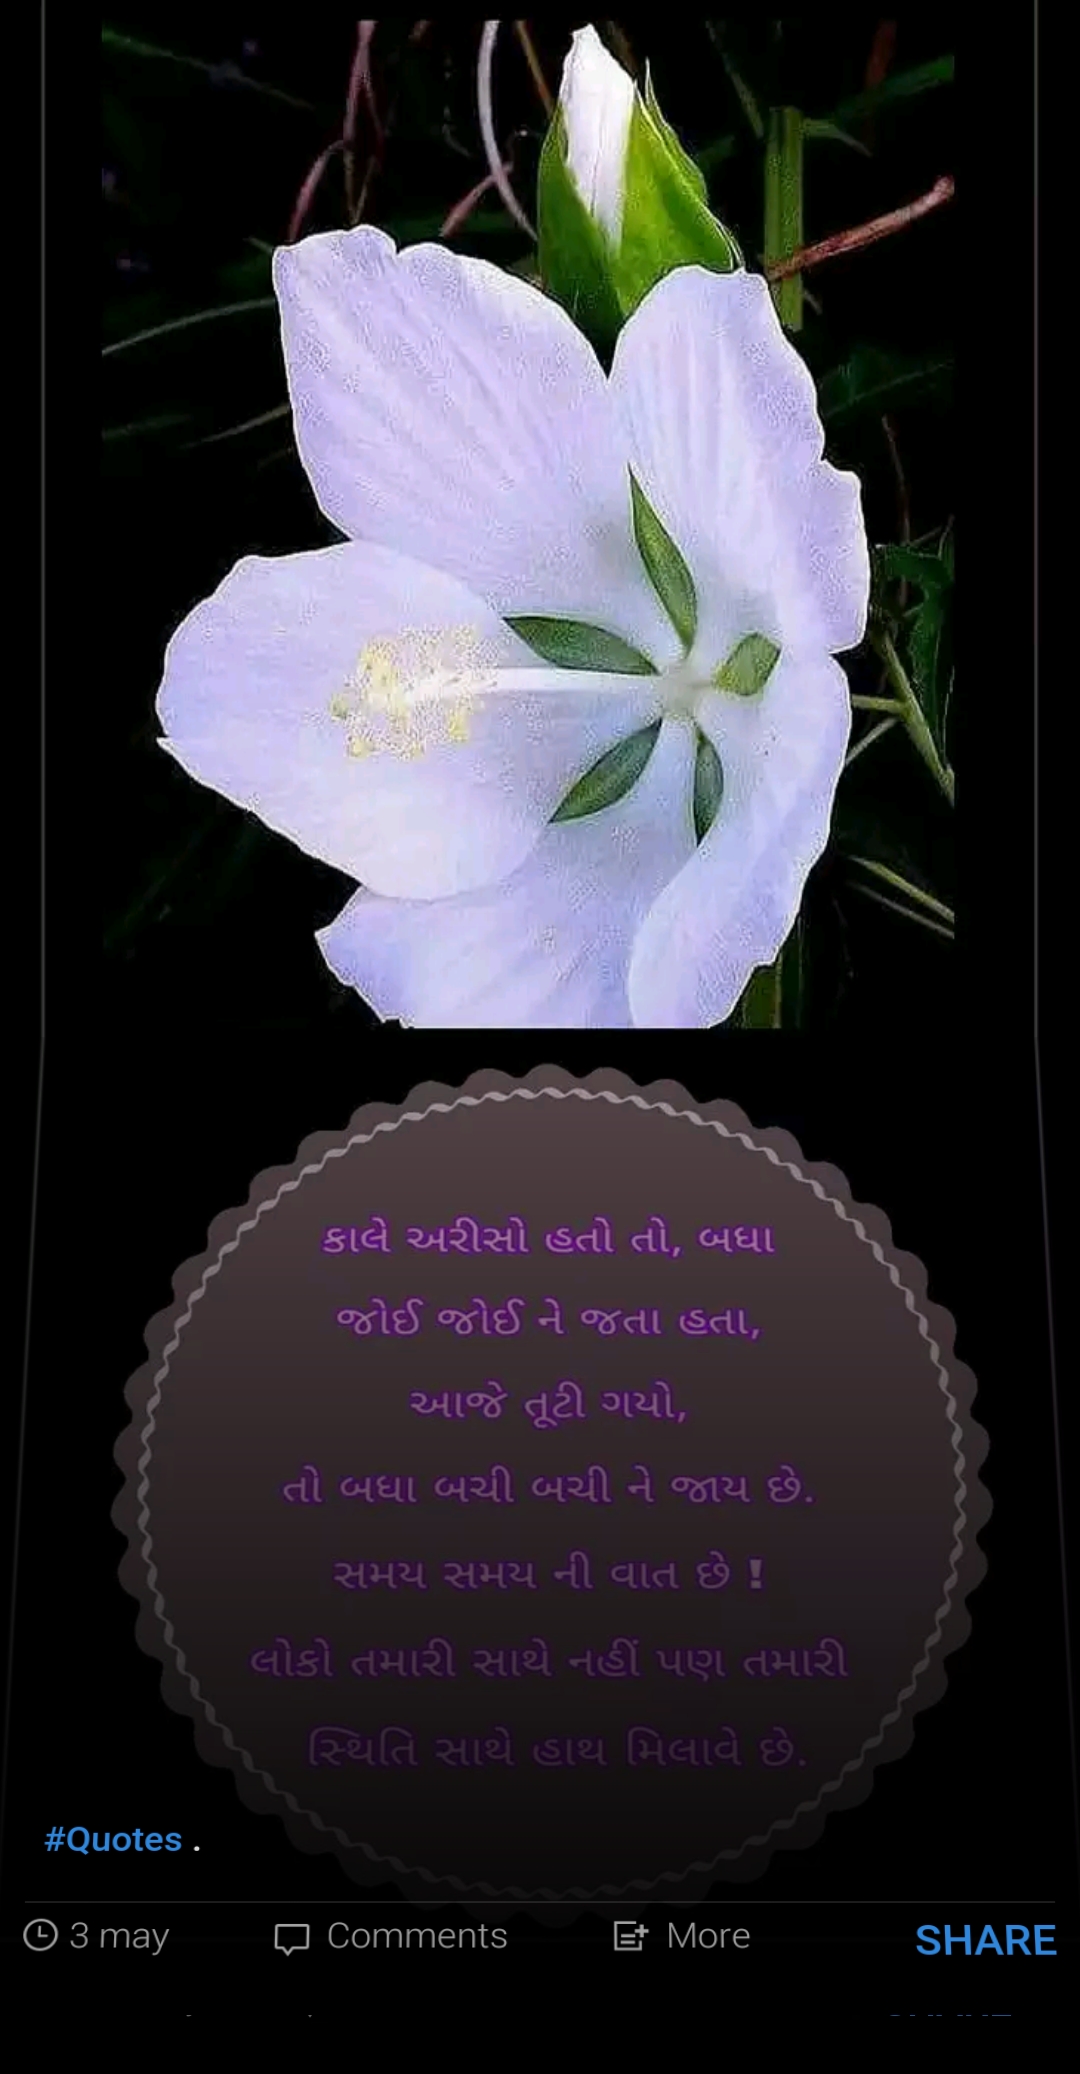 કાલે અરીસો હતો તો, બધા
જોઈ જોઈ ને જતા હતા,
આજે તૂટી ગયો,
તો બધા બચી બચી ને જાય છે.
સમય સમય ની વાત છે !
લોકો તમારી સાથે નહીં પણ તમારી
સ્થિતિ સાથે હાથ મિલાવે છે.
#Quotes .
3 may Comments More SHARE